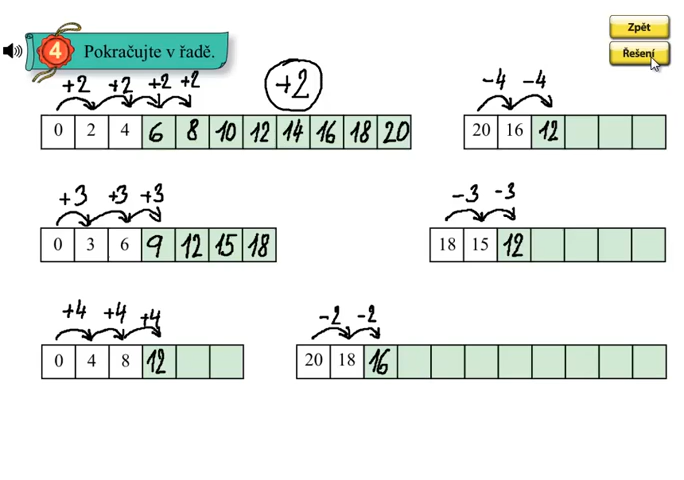 4 Pokračujte v řadě.
Zpět
Řešení
+2 +2 +2 +2 +2
0 2 4 6 8 10 12 14 16 18 20
-4 -4
20 16 12
+3 +3 +3
0 3 6 9 12 15 18
-3 -3
18 15 12
+4 +4 +4
0 4 8 12
-2 -2
20 18 16